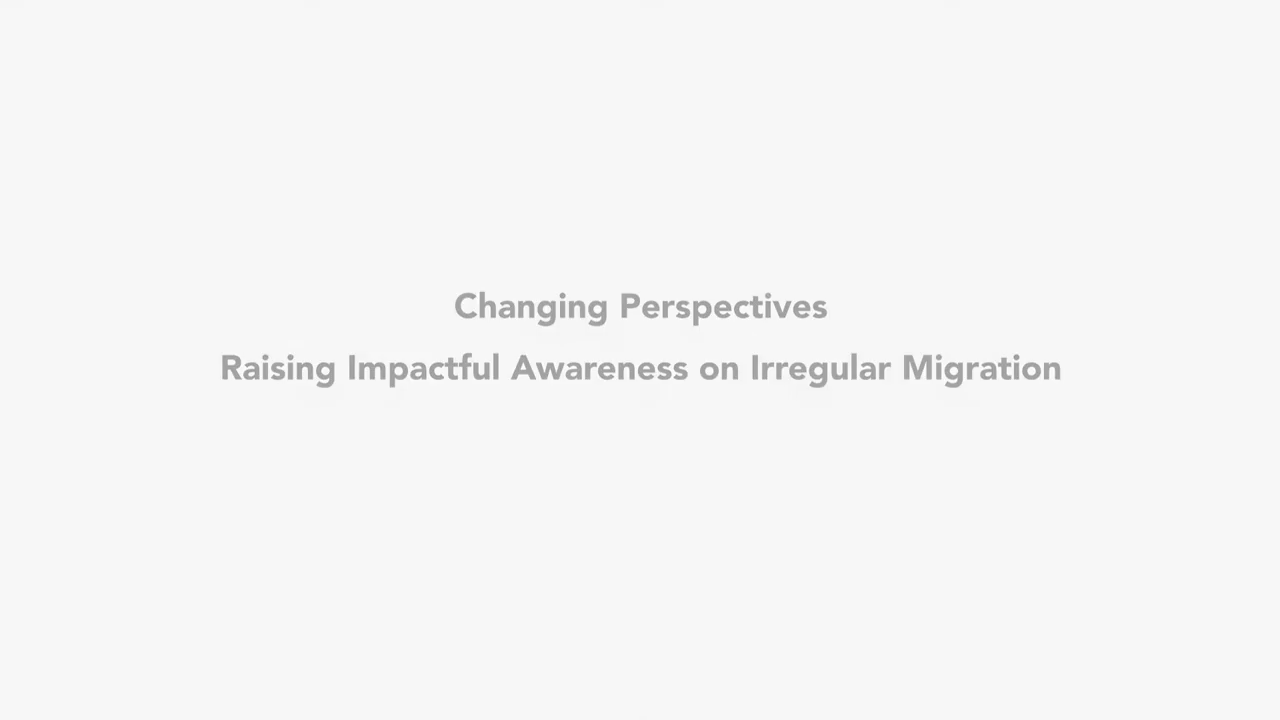 Changing Perspectives
Raising Impactful Awareness on Irregular Migration